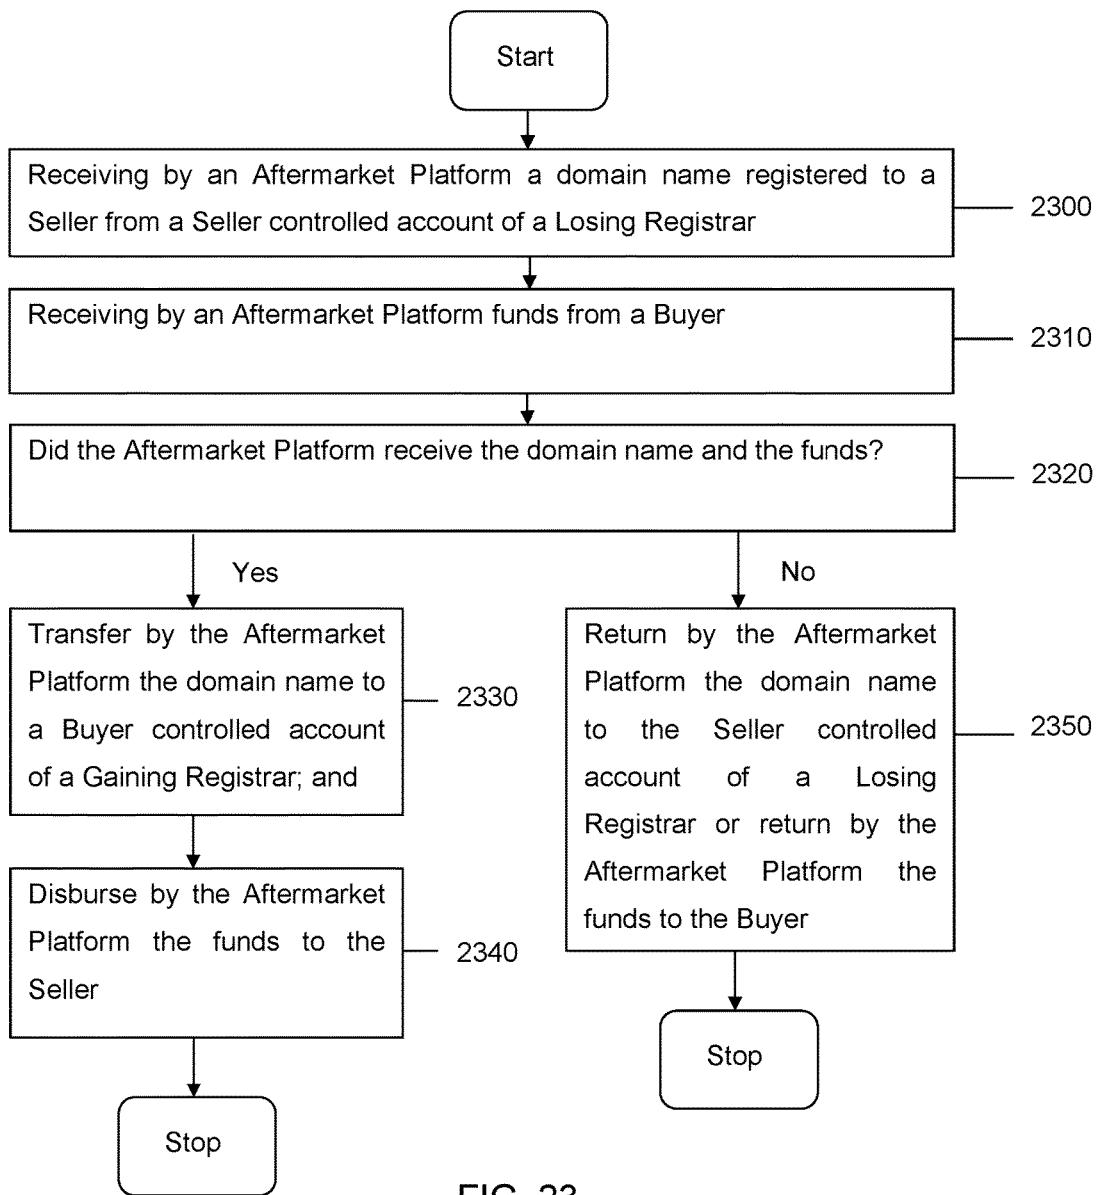 Start
Receiving by an Aftermarket Platform a domain name registered to a
Seller from a Seller controlled account of a Losing Registrar
2300
Receiving by an Aftermarket Platform funds from a Buyer
2310
Did the Aftermarket Platform receive the domain name and the funds?
2320
Yes
No
Transfer by the Aftermarket
Platform the domain name to
a Buyer controlled account
of a Gaining Registrar; and
2330
Return by the Aftermarket
Platform the domain name
to the Seller controlled
account of a Losing
Registrar or return by the
Aftermarket Platform the
funds to the Buyer
2350
Disburse by the Aftermarket
Platform the funds to the
Seller
2340
Stop
Stop
FIG. 23